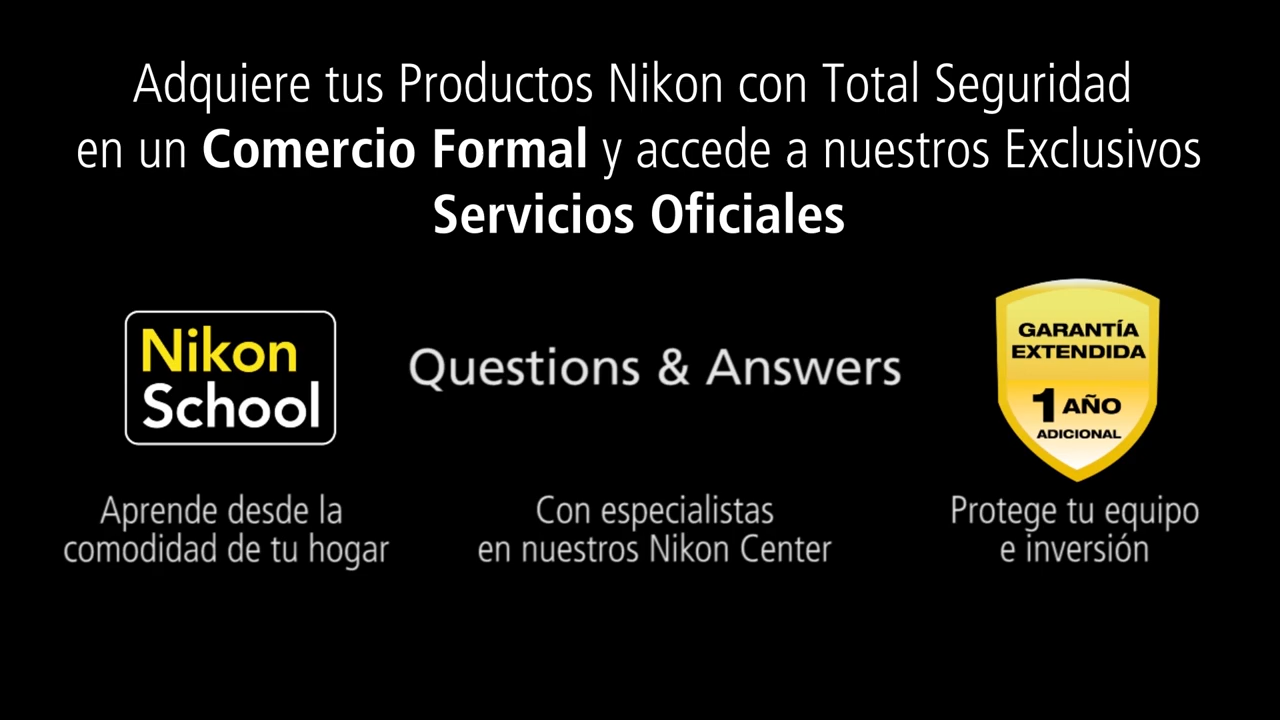 Adquiere tus Productos Nikon con Total Seguridad
en un Comercio Formal y accede a nuestros Exclusivos
Servicios Oficiales
Nikon
School
Aprende desde la
comodidad de tu hogar
Questions & Answers
Con especialistas
en nuestros Nikon Center
GARANTÍA
EXTENDIDA
1 AÑO
ADICIONAL
Protege tu equipo
e inversión